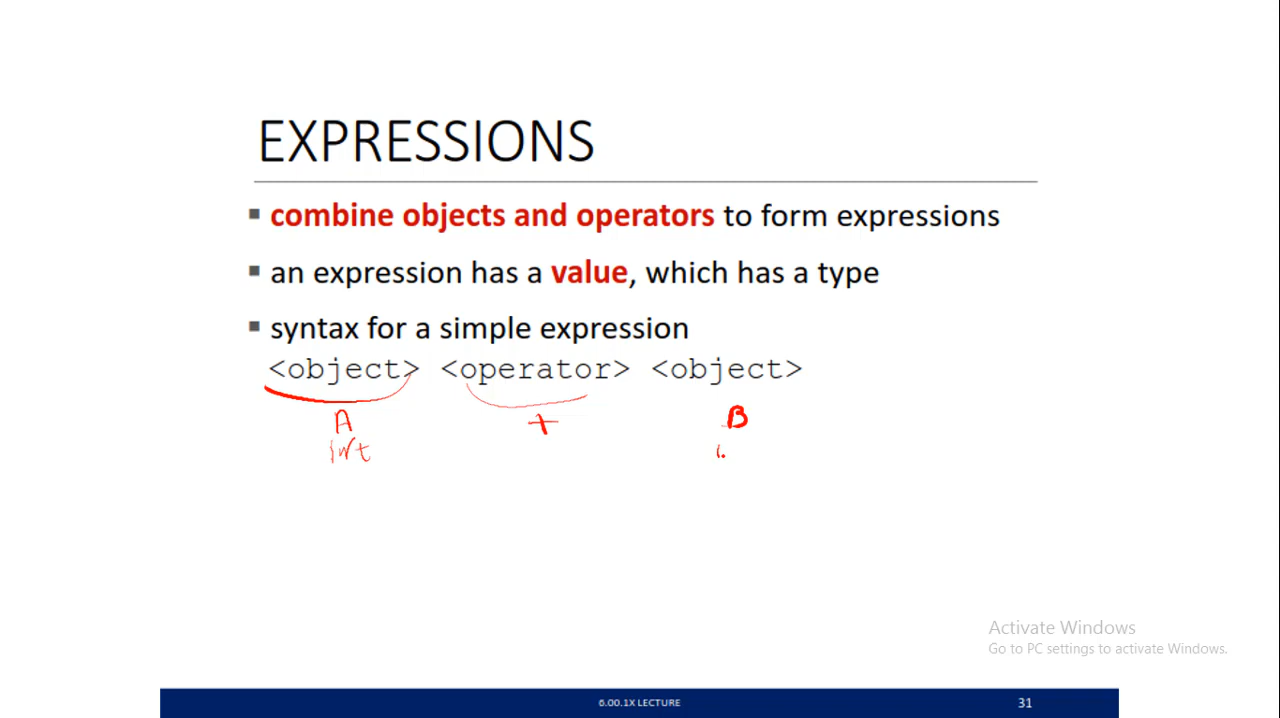 EXPRESSIONS
▪ combine objects and operators to form expressions
▪ an expression has a value, which has a type
▪ syntax for a simple expression
<object> <operator> <object>
A + B
int i
Activate Windows
Go to PC settings to activate Windows.
6.00.1X LECTURE 31